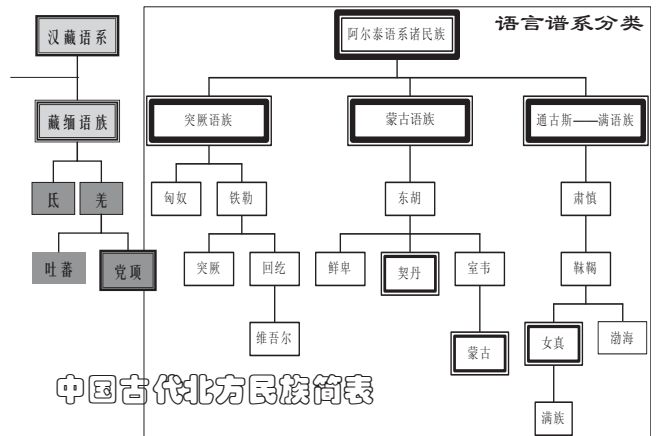 语言谱系分类
汉藏语系
阿尔泰语系诸民族
藏缅语族
突厥语族
蒙古语族
通古斯——满语族
氐
羌
匈奴
铁勒
东胡
肃慎
吐蕃
党项
突厥
回纥
鲜卑
契丹
室韦
靺鞨
维吾尔
蒙古
女真
渤海
满族
中国古代北方民族简表